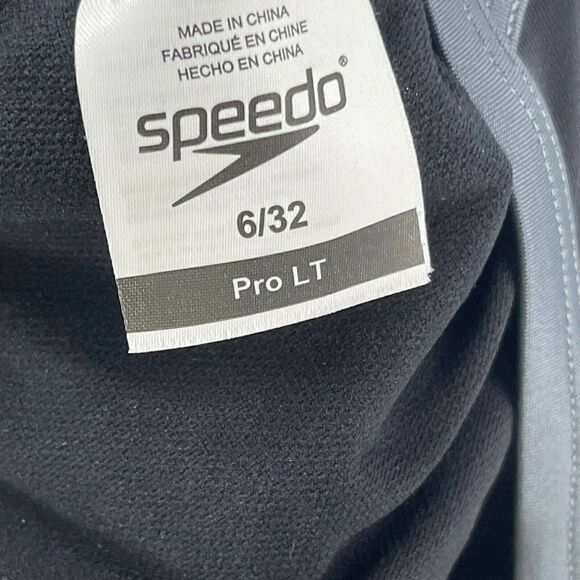 MADE IN CHINA
FABRIQUÉ EN CHINE
HECHO EN CHINA
speedo®
6/32
Pro LT